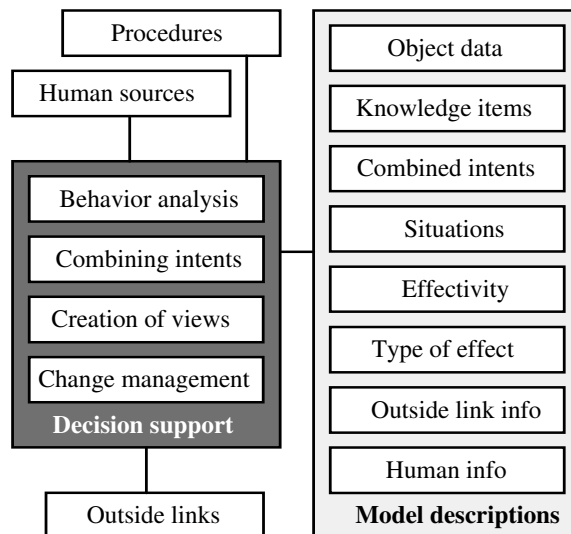 Procedures
Human sources
Behavior analysis
Combining intents
Creation of views
Change management
Decision support
Outside links
Object data
Knowledge items
Combined intents
Situations
Effectivity
Type of effect
Outside link info
Human info
Model descriptions